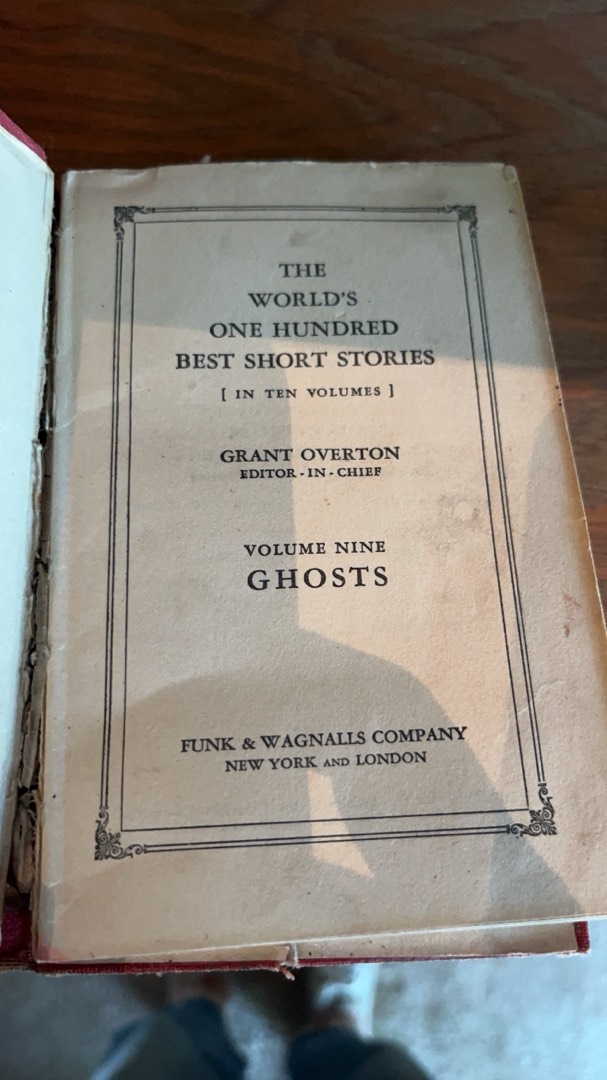 THE
WORLD'S
ONE HUNDRED
BEST SHORT STORIES
[ IN TEN VOLUMES ]
GRANT OVERTON
EDITOR-IN-CHIEF
VOLUME NINE
GHOSTS
FUNK & WAGNALLS COMPANY
NEW YORK AND LONDON